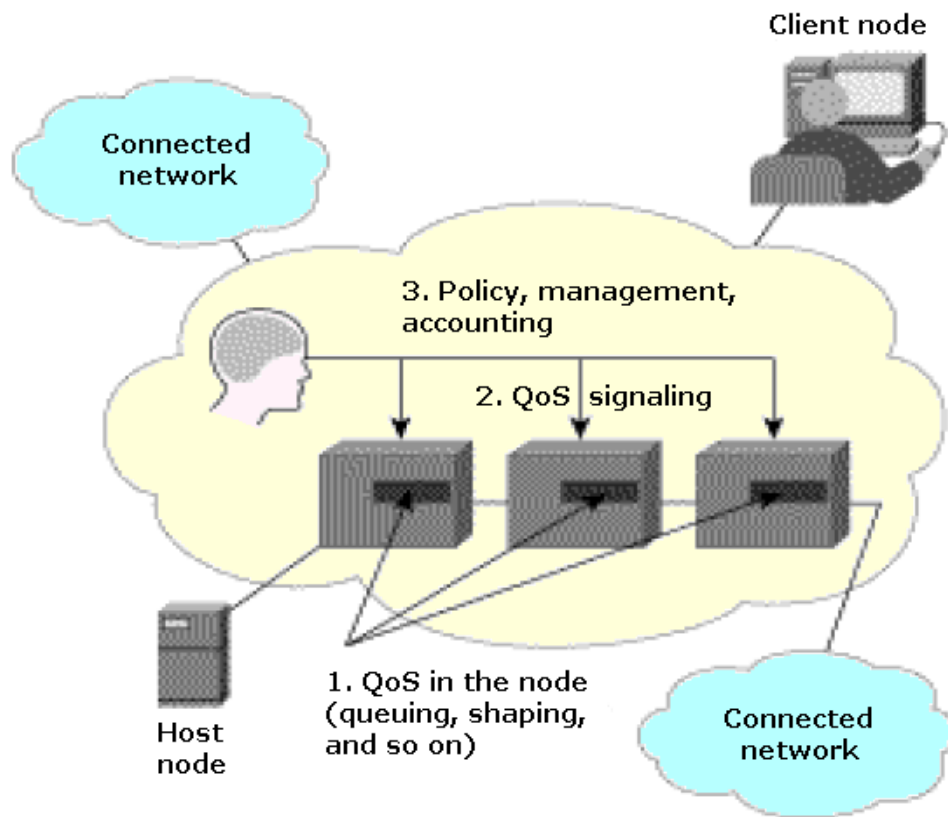 Client node
Connected
network
3. Policy, management,
accounting
2. QoS signaling
1. QoS in the node
(queuing, shaping,
and so on)
Host
node
Connected
network